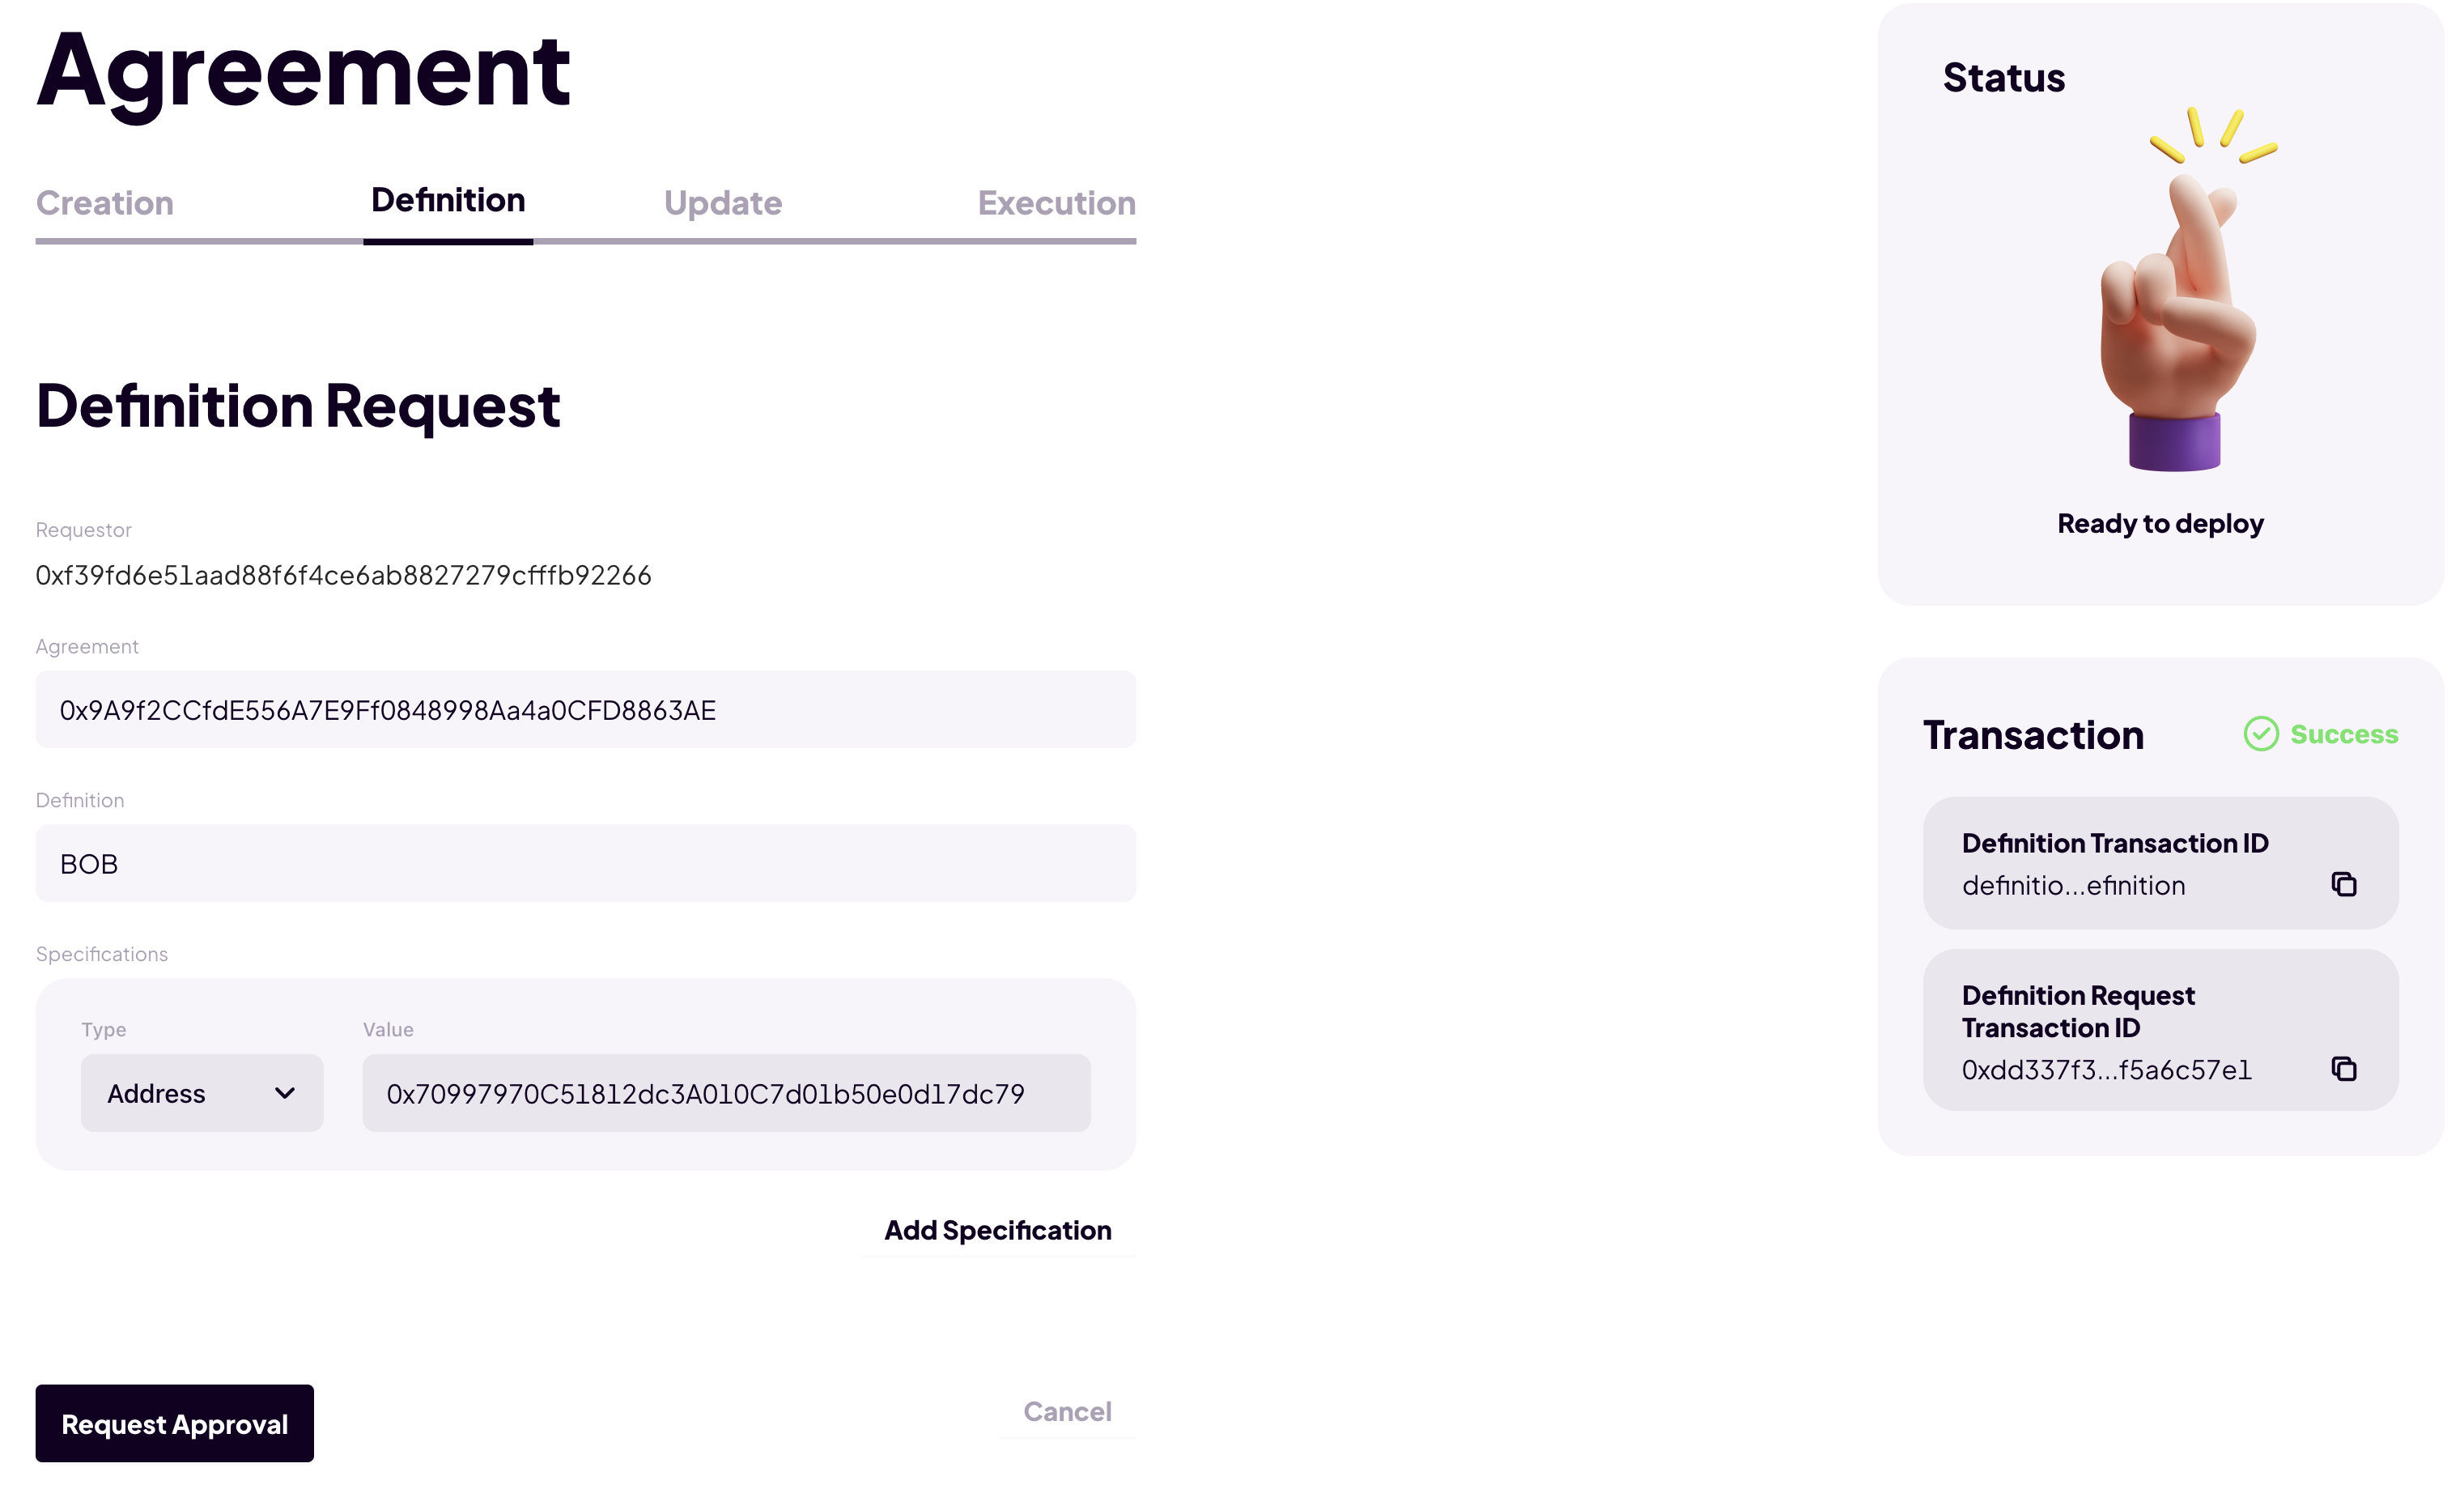 Agreement
Creation
Definition
Update
Execution
Definition Request
Requestor
0xf39fd6e51aad88f6f4ce6ab8827279cfffb92266
Agreement
0x9A9f2CCfdE556A7E9Ff0848998Aa4a0CFD8863AE
Definition
BOB
Specifications
Type
Value
Address
0x70997970C51812dc3A010C7d01b50e0d17dc79
Add Specification
Request Approval
Cancel
Status
Ready to deploy
Transaction
Success
Definition Transaction ID
definitio...efinition
Definition Request
Transaction ID
0xdd337f3...f5a6c57e1